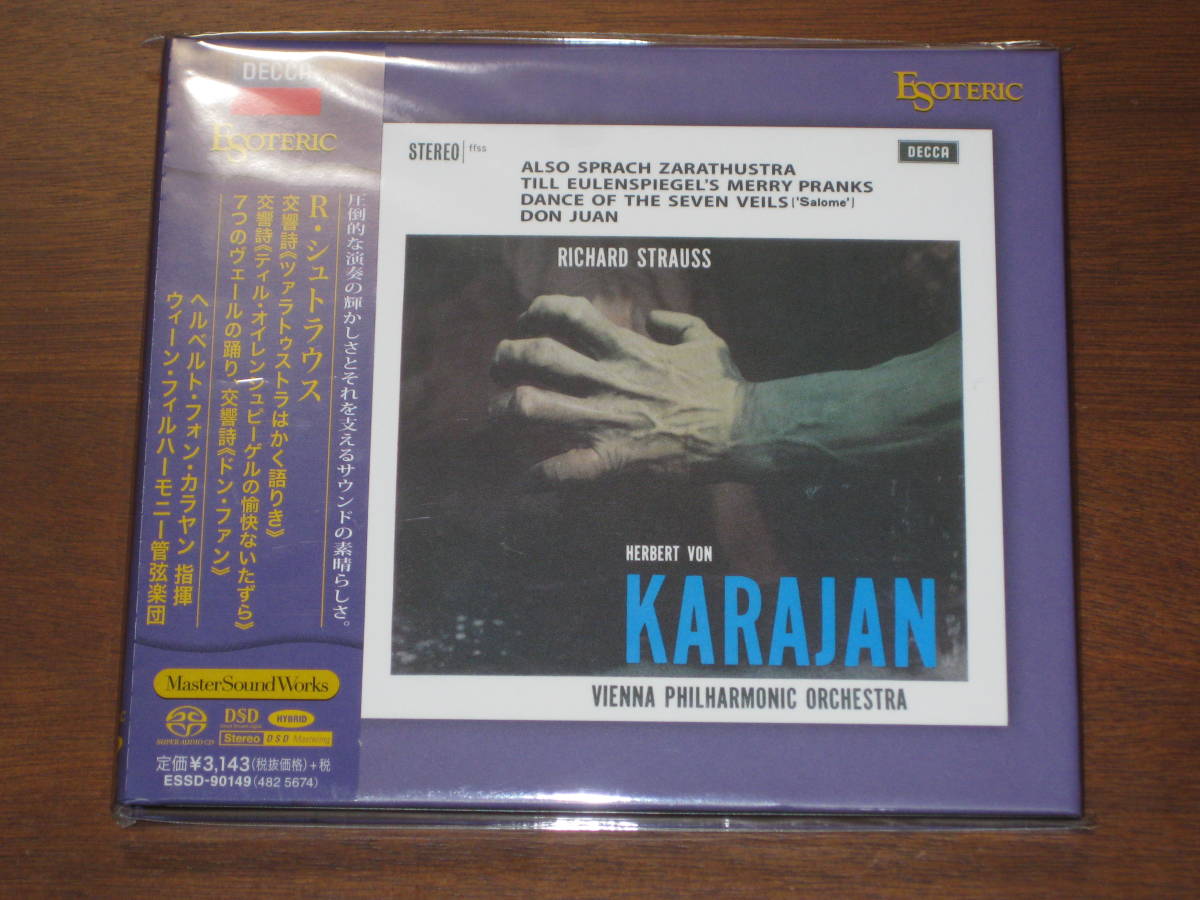 DECCA
ESOTERIC
圧倒的な演奏の輝かしさとそれを支えるサウンドの素晴らしさ。
R・シュトラウス
交響詩《ツァラトゥストラはかく語りき》
交響詩《ティル・オイレンシュピーゲルの愉快ないたずら》
7つのヴェールの踊り、交響詩《ドン・ファン》
ヘルベルト・フォン・カラヤン 指揮
ウィーン・フィルハーモニー管弦楽団
MasterSoundWorks
SUPER AUDIO CD
DSD
HYBRID
Stereo
DSD Mastering
定価¥3,143(税抜価格)+税
ESSD-90149(482 5674)
ESOTERIC
STEREO ffss
DECCA
ALSO SPRACH ZARATHUSTRA
TILL EULENSPIEGEL'S MERRY PRANKS
DANCE OF THE SEVEN VEILS ('Salome')
DON JUAN
RICHARD STRAUSS
HERBERT VON
KARAJAN
VIENNA PHILHARMONIC ORCHESTRA